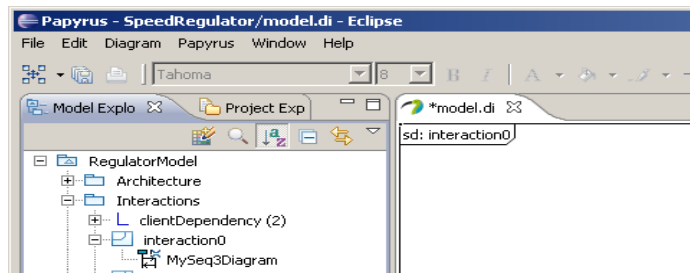 Papyrus - SpeedRegulator/model.di - Eclipse
File Edit Diagram Papyrus Window Help
Tahoma 8 B I A
Model Explo Project Exp *model.di
sd: interaction0
RegulatorModel
Architecture
Interactions
clientDependency (2)
interaction0
MySeq3Diagram